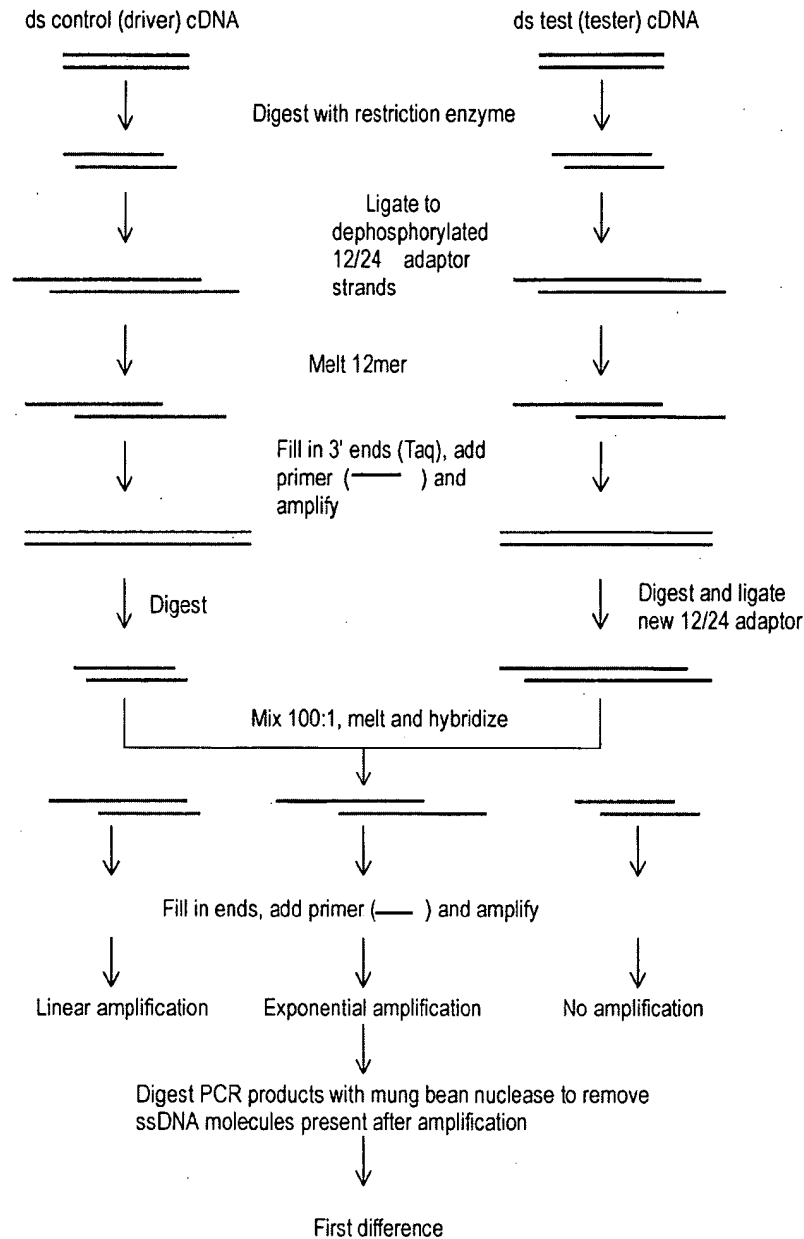 ds control (driver) cDNA
ds test (tester) cDNA
Digest with restriction enzyme
Ligate to
dephosphorylated
12/24 adaptor
strands
Melt 12mer
Fill in 3' ends (Taq), add
primer ( ) and
amplify
Digest
Digest and ligate
new 12/24 adaptor
Mix 100:1, melt and hybridize
Fill in ends, add primer ( ) and amplify
Linear amplification
Exponential amplification
No amplification
Digest PCR products with mung bean nuclease to remove
ssDNA molecules present after amplification
First difference